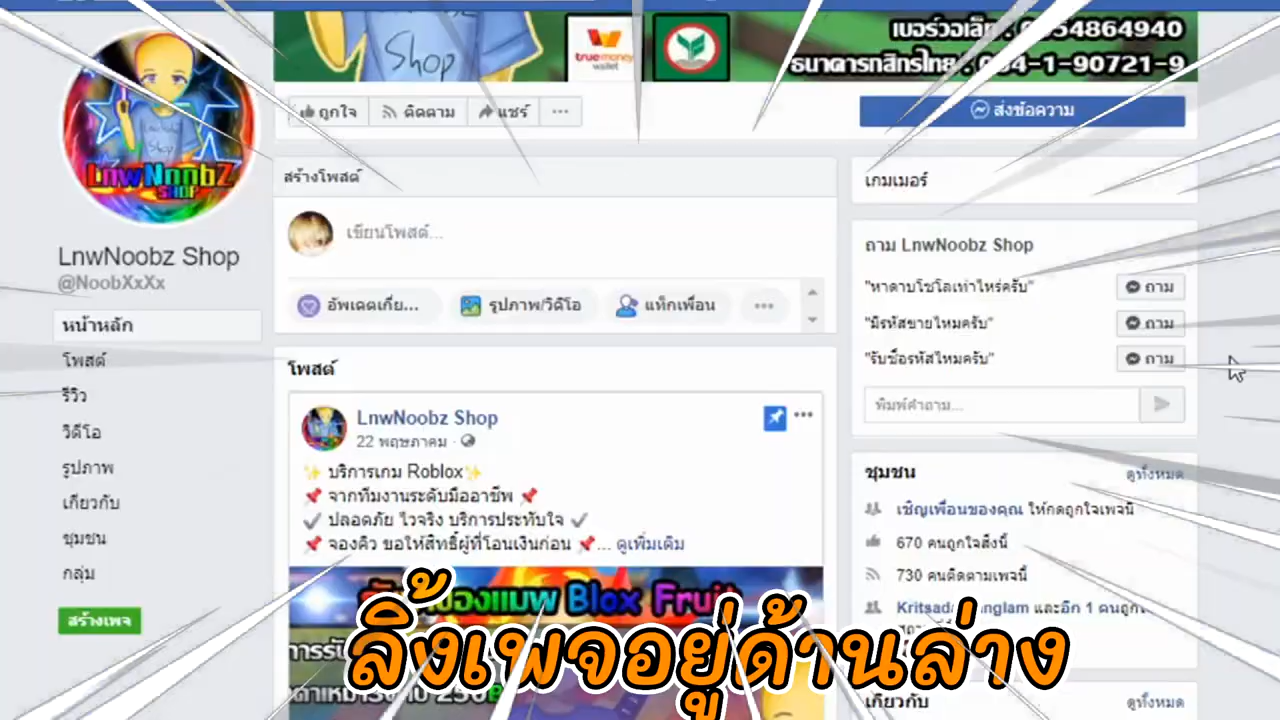 Shop
truemoney
wallet
ธนาคารกสิกรไทย
ถูกใจ
ติดตาม
แชร์
ส่งข้อความ
LnwNoobZ
SHOP
LnwNoobz Shop
@NoobXxXx
หน้าหลัก
โพสต์
รีวิว
วิดีโอ
รูปภาพ
เกี่ยวกับ
ชุมชน
กลุ่ม
สร้างเพจ
สร้างโพสต์
เขียนโพสต์...
อัพเดตเกี่ย...
รูปภาพ/วิดีโอ
แท็กเพื่อน
โพสต์
LnwNoobz Shop
22 พฤษภาคม
✨ บริการเกม Roblox✨
📌 จากทีมงานระดับมืออาชีพ 📌
✔ ปลอดภัย ไวจริง บริการประทับใจ ✔
📌 จองคิว ขอให้สิทธิ์ผู้ที่โอนเงินก่อน 📌... ดูเพิ่มเติม
Blox Fruit
เกมเมอร์
ถาม LnwNoobz Shop
"หาดาบโซโลเท่าไหร่ครับ" ถาม
"มีรหัสขายไหมครับ" ถาม
"รับซื้อรหัสไหมครับ" ถาม
พิมพ์คำถาม...
ชุมชน ดูทั้งหมด
เชิญเพื่อนของคุณ ให้กดถูกใจเพจนี้
670 คนถูกใจสิ่งนี้
730 คนติดตามเพจนี้
และอีก 1 คนถูก
เกี่ยวกับ ดูทั้งหมด
ลิ้งเพจอยู่ด้านล่าง